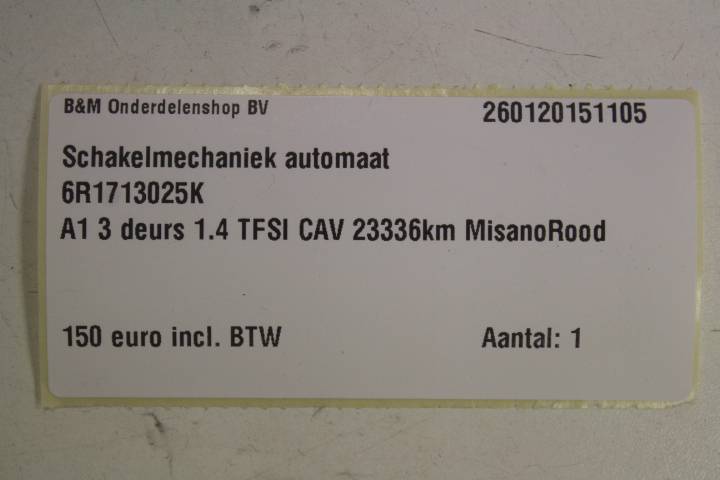 B&M Onderdelenshop BV 260120151105
Schakelmechaniek automaat
6R1713025K
A1 3 deurs 1.4 TFSI CAV 23336km MisanoRood
150 euro incl. BTW Aantal: 1